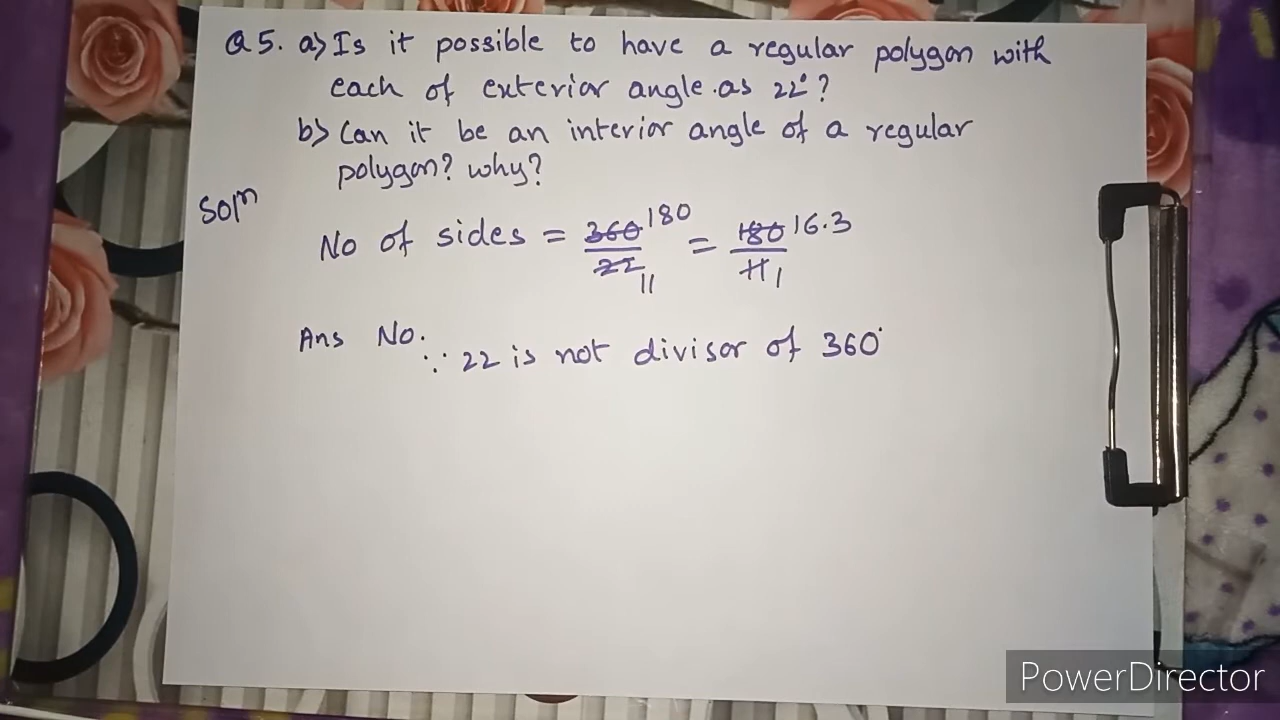 Q 5. a) Is it possible to have a regular polygon with
each of exterior angle as 22°?
b) Can it be an interior angle of a regular
polygon? why?
Soln
No of sides = 360/22 180/11 = 180/11 16.3/1
Ans No.
∵ 22 is not divisor of 360°
PowerDirector